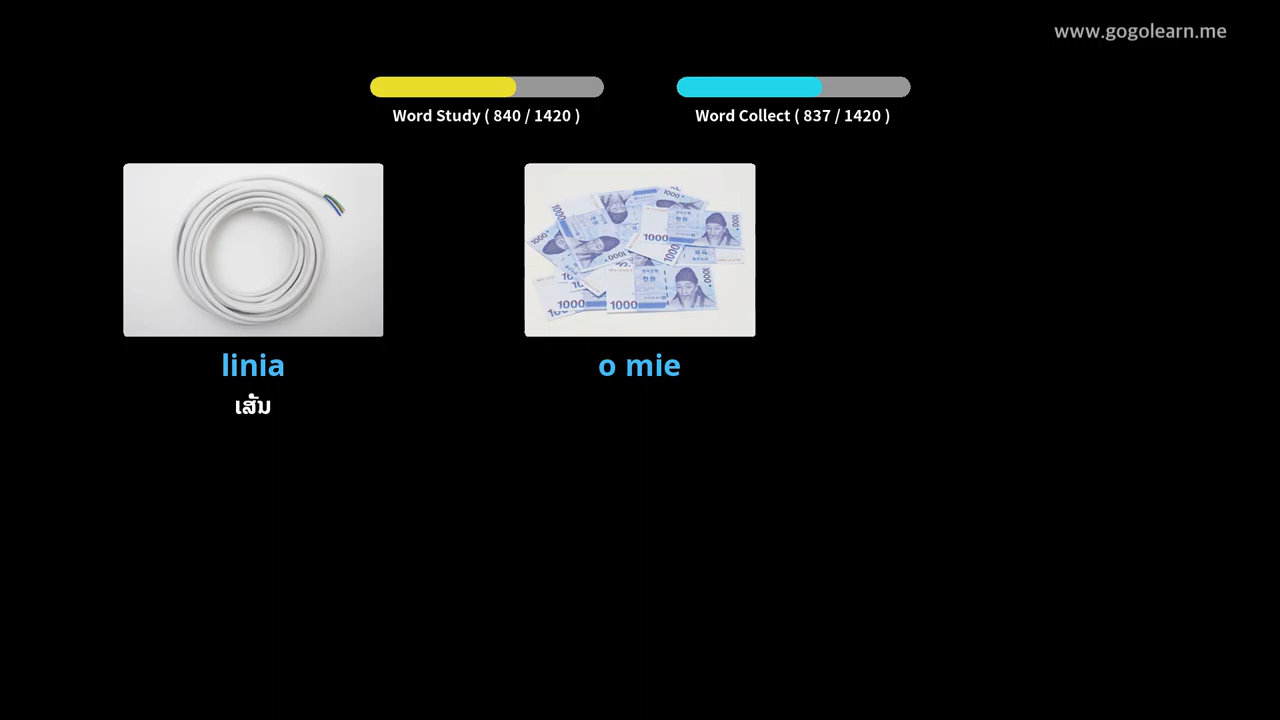 www.gogolearn.me
Word Study ( 840 / 1420 )
Word Collect ( 837 / 1420 )
linia
ເສັ້ນ
o mie